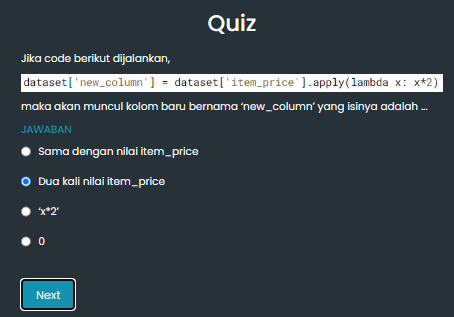 Quiz
Jika code berikut dijalankan,
dataset['new_column'] = dataset['item_price'].apply(lambda x: x*2)
maka akan muncul kolom baru bernama ‘new_column’ yang isinya adalah ...
JAWABAN
Sama dengan nilai item_price
Dua kali nilai item_price
‘x*2’
0
Next